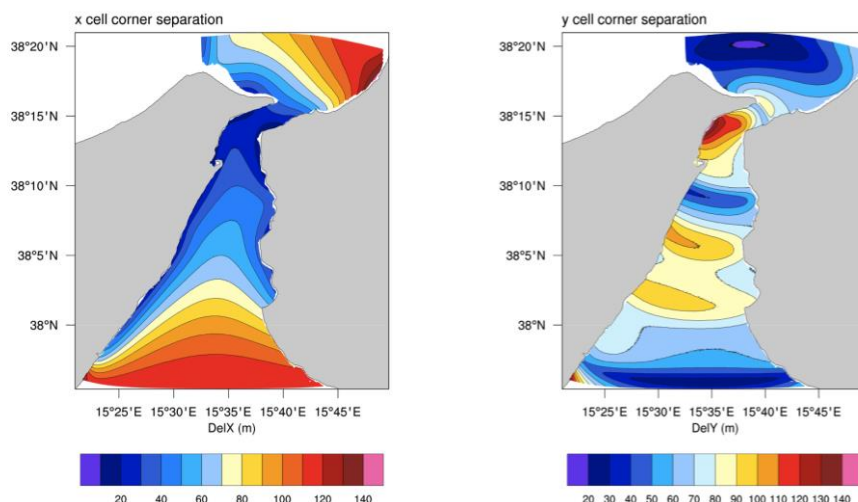 x cell corner separation
38°20'N
38°15'N
38°10'N
38°5'N
38°N
15°25'E 15°30'E 15°35'E 15°40'E 15°45'E
DelX (m)
20 40 60 80 100 120 140
y cell corner separation
38°20'N
38°15'N
38°10'N
38°5'N
38°N
15°25'E 15°30'E 15°35'E 15°40'E 15°45'E
DelY (m)
20 30 40 50 60 70 80 90 100 110 120 130 140